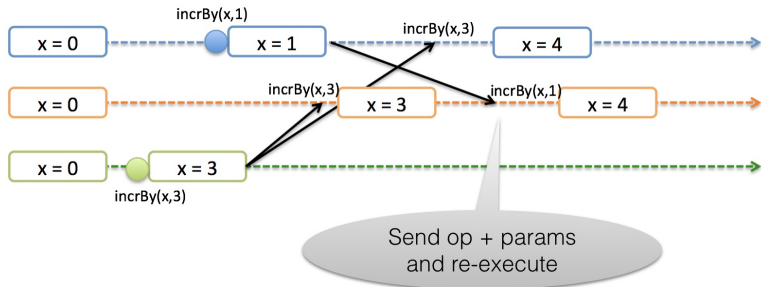 incrBy(x,1)
x = 0
x = 1
incrBy(x,3)
x = 4
x = 0
incrBy(x,3)
x = 3
incrBy(x,1)
x = 4
x = 0
x = 3
incrBy(x,3)
Send op + params
and re-execute